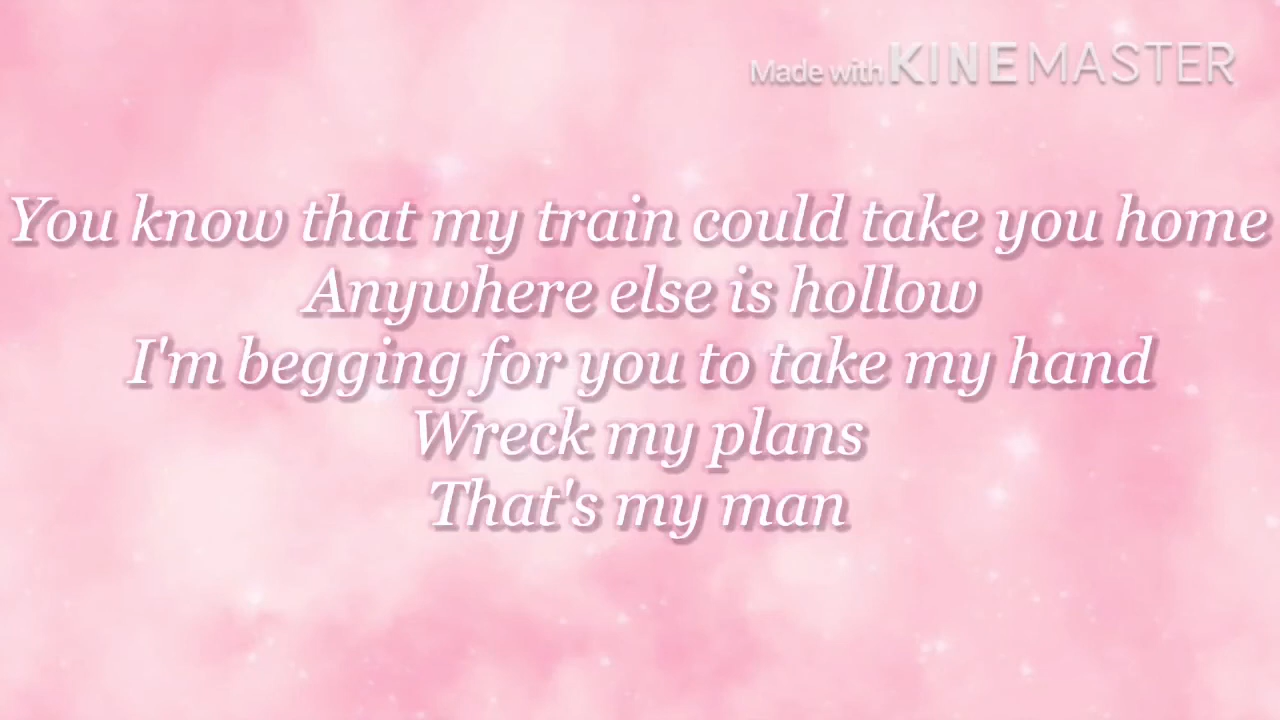 Made with KINEMASTER
You know that my train could take you home
Anywhere else is hollow
I'm begging for you to take my hand
Wreck my plans
That's my man